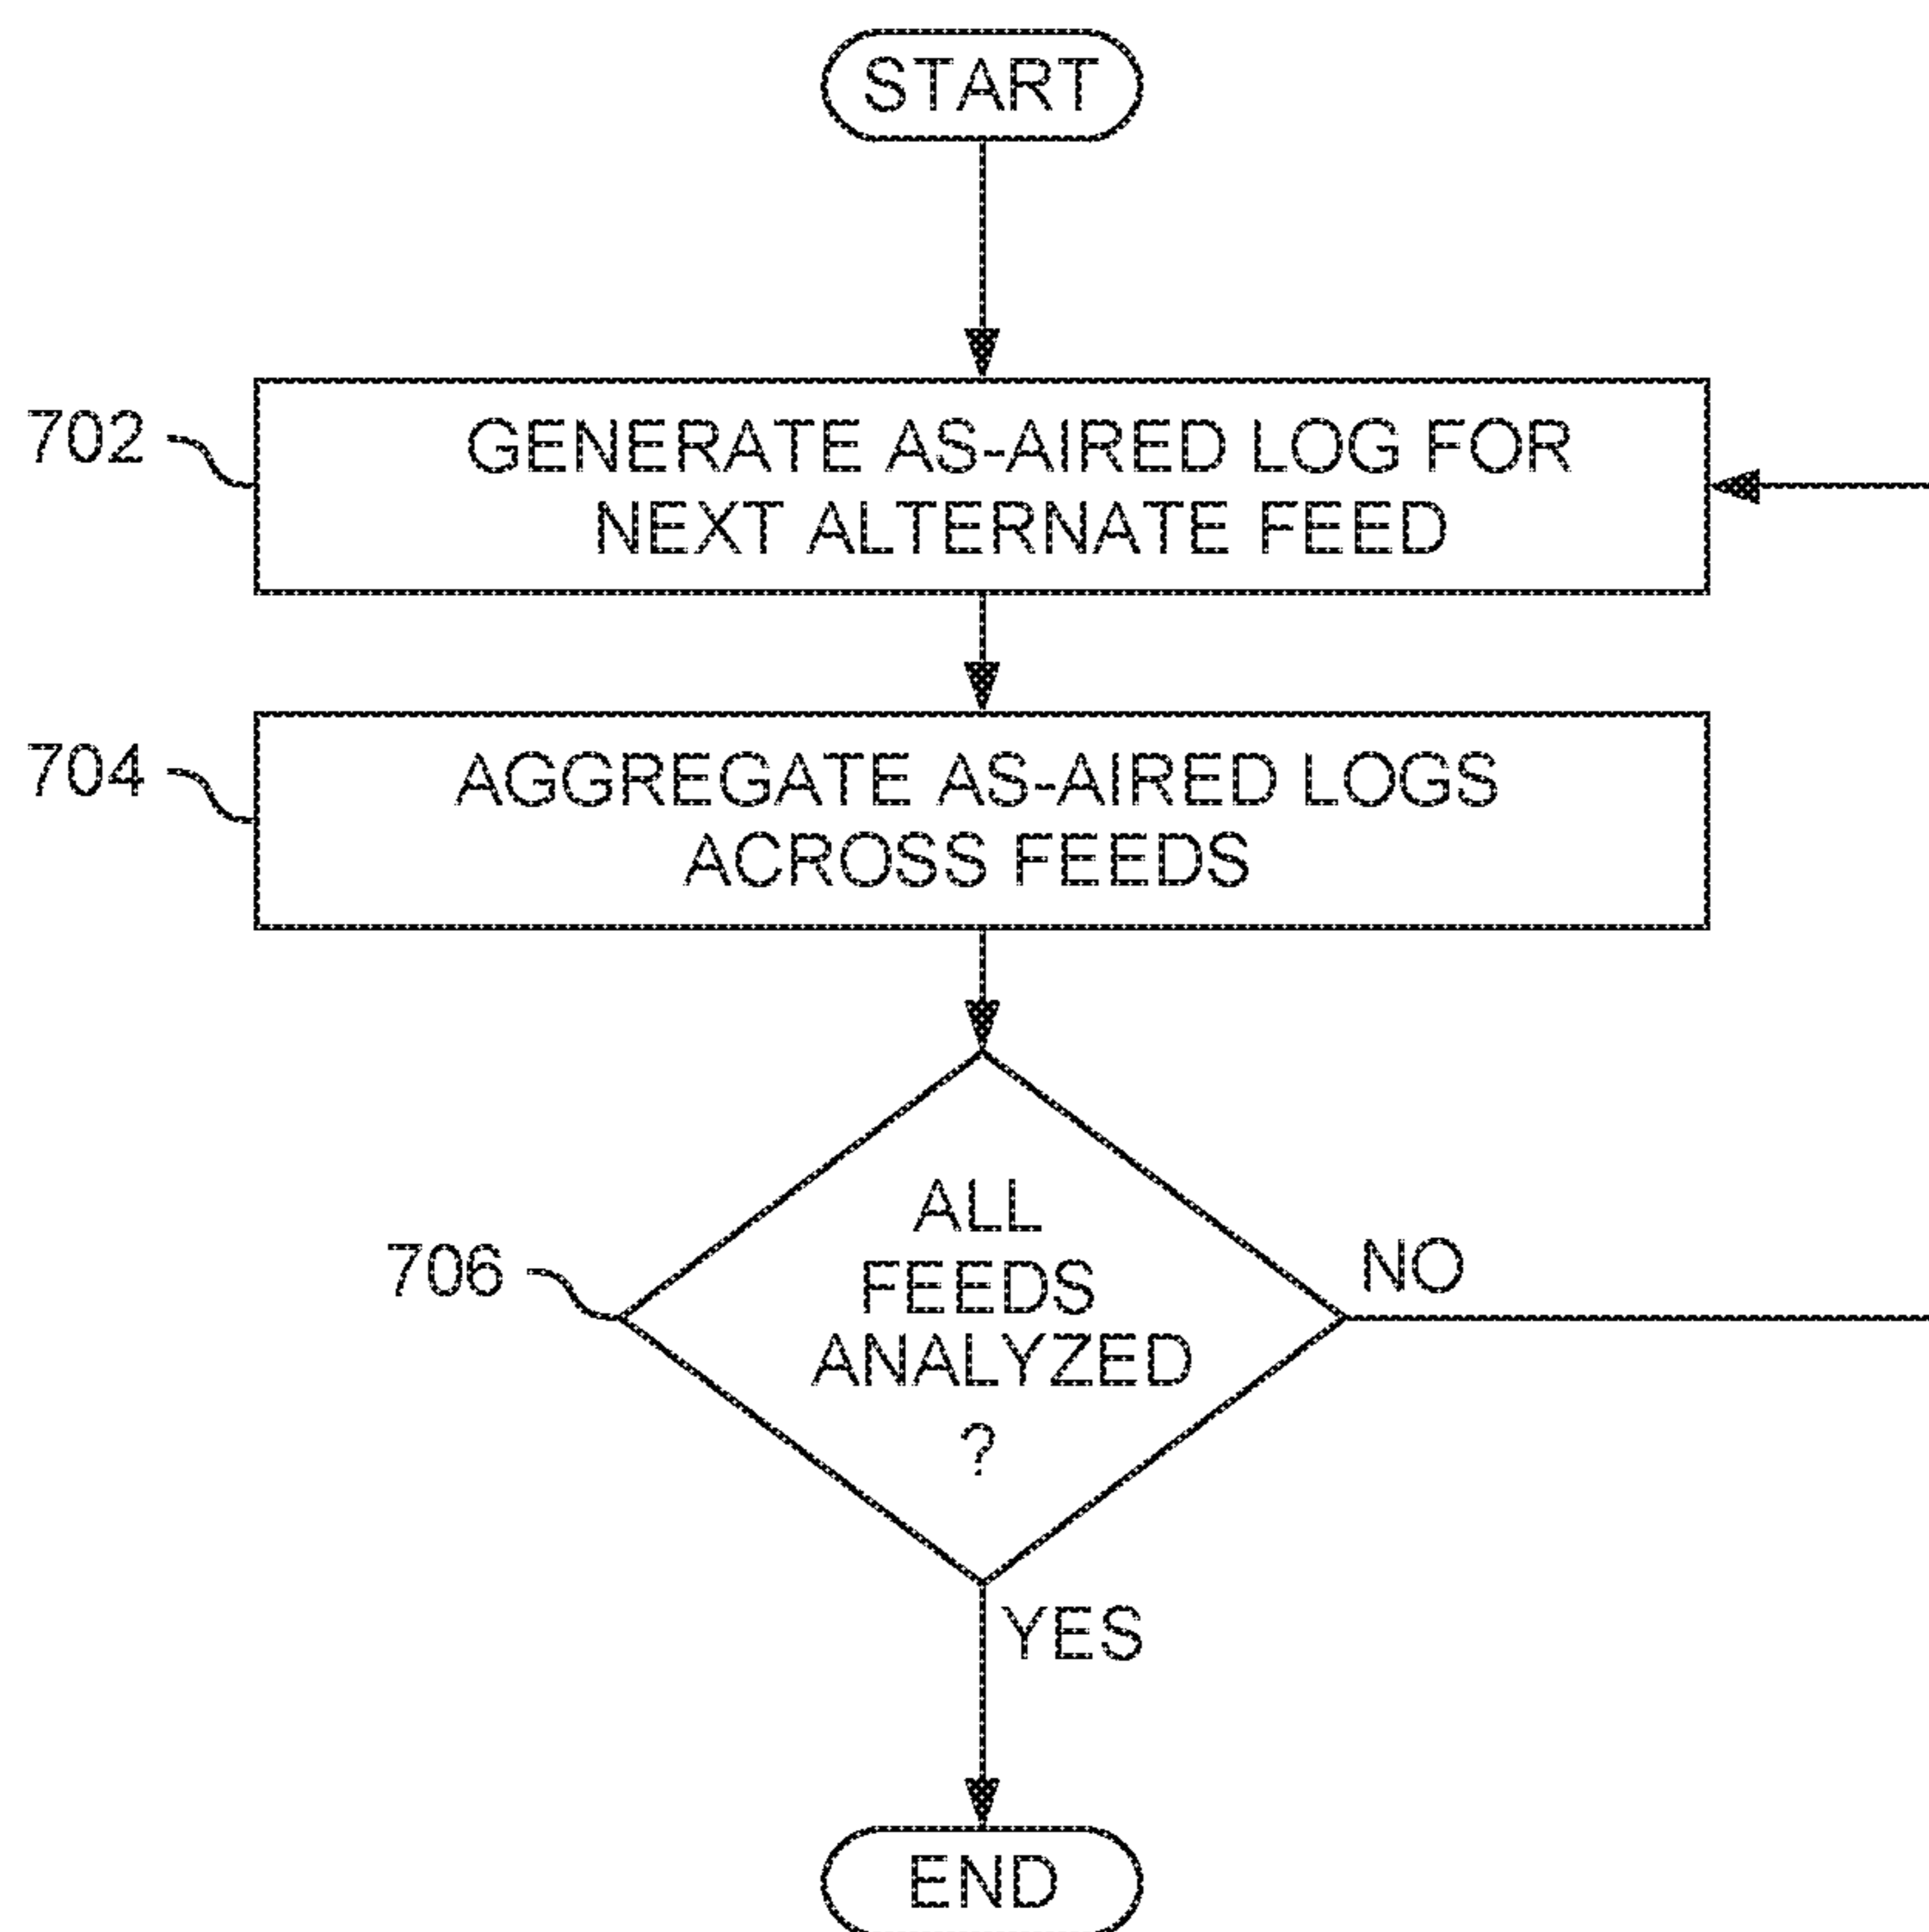 START
702
GENERATE AS-AIRED LOG FOR
NEXT ALTERNATE FEED
704
AGGREGATE AS-AIRED LOGS
ACROSS FEEDS
706
ALL
FEEDS
ANALYZED
?
NO
YES
END